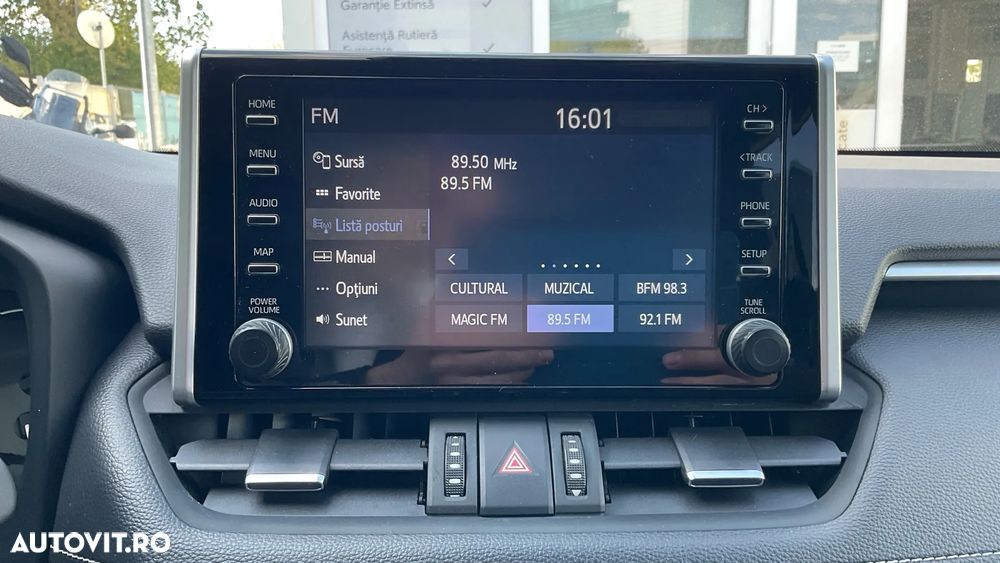 Garanție Extinsă
Asistență Rutieră
Eurocare
HOME
MENU
AUDIO
MAP
POWER
VOLUME
FM
16:01
Sursă
Favorite
Listă posturi
Manual
Opţiuni
Sunet
89.50 MHz
89.5 FM
<
>
CULTURAL
MUZICAL
BFM 98.3
MAGIC FM
89.5 FM
92.1 FM
CH >
< TRACK
PHONE
SETUP
TUNE
SCROLL
AUTOVIT.RO